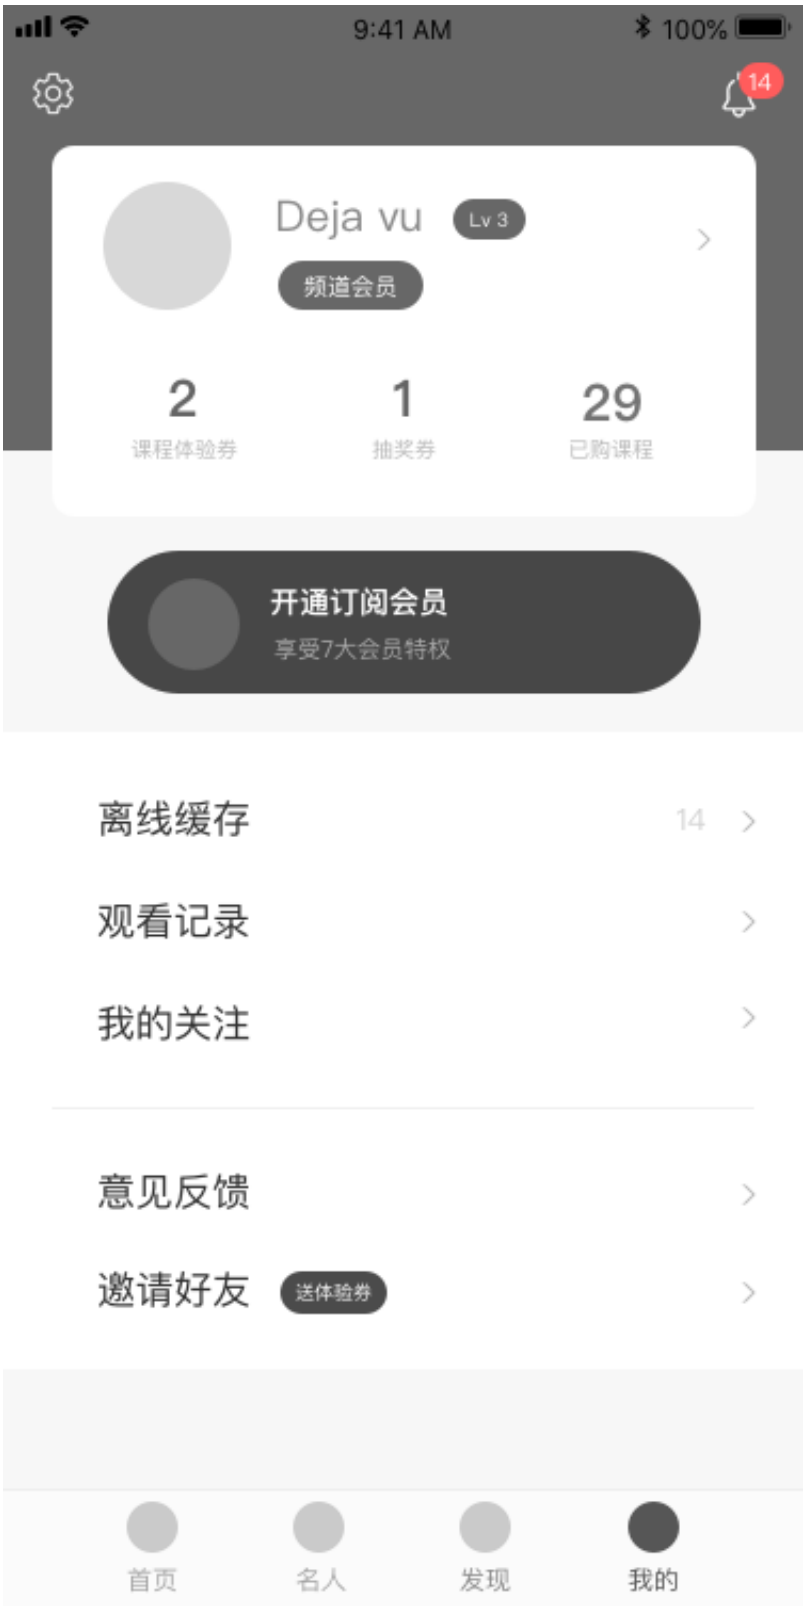 9:41 AM 100%
14
Deja vu Lv 3
频道会员
2 1 29
课程体验券 抽奖券 已购课程
开通订阅会员
享受7大会员特权
离线缓存 14
观看记录
我的关注
意见反馈
邀请好友 送体验券
首页 名人 发现 我的